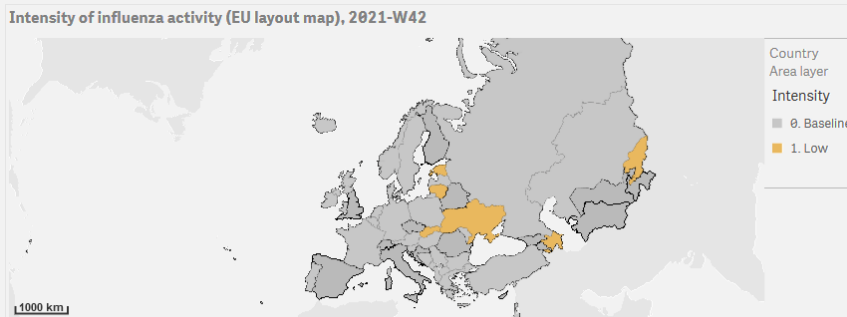 Intensity of influenza activity (EU layout map), 2021-W42
Country
Area layer
Intensity
0. Baseline
1. Low
1000 km